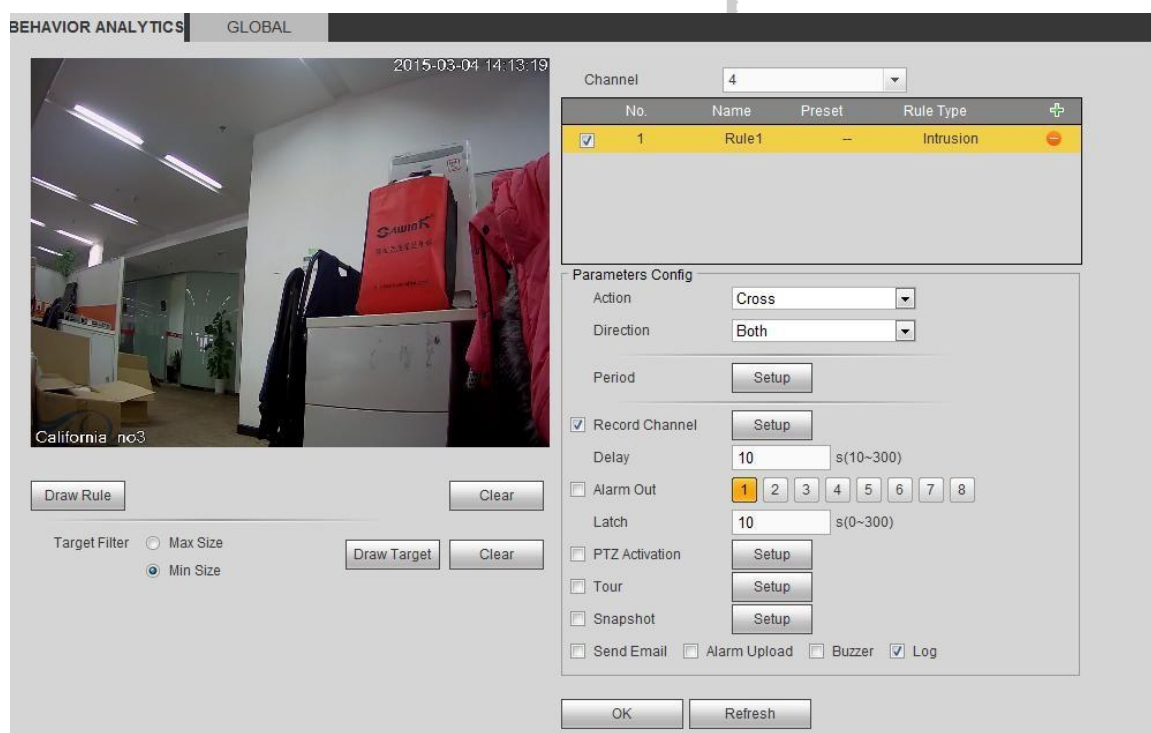 BEHAVIOR ANALYTICS GLOBAL
2015-03-04 14:13:19
California no3
Draw Rule Clear
Target Filter Max Size
Min Size
Draw Target Clear
Channel 4
No. Name Preset Rule Type
1 Rule1 -- Intrusion
Parameters Config
Action Cross
Direction Both
Period Setup
Record Channel Setup
Delay 10 s(10~300)
Alarm Out 1 2 3 4 5 6 7 8
Latch 10 s(0~300)
PTZ Activation Setup
Tour Setup
Snapshot Setup
Send Email Alarm Upload Buzzer Log
OK Refresh